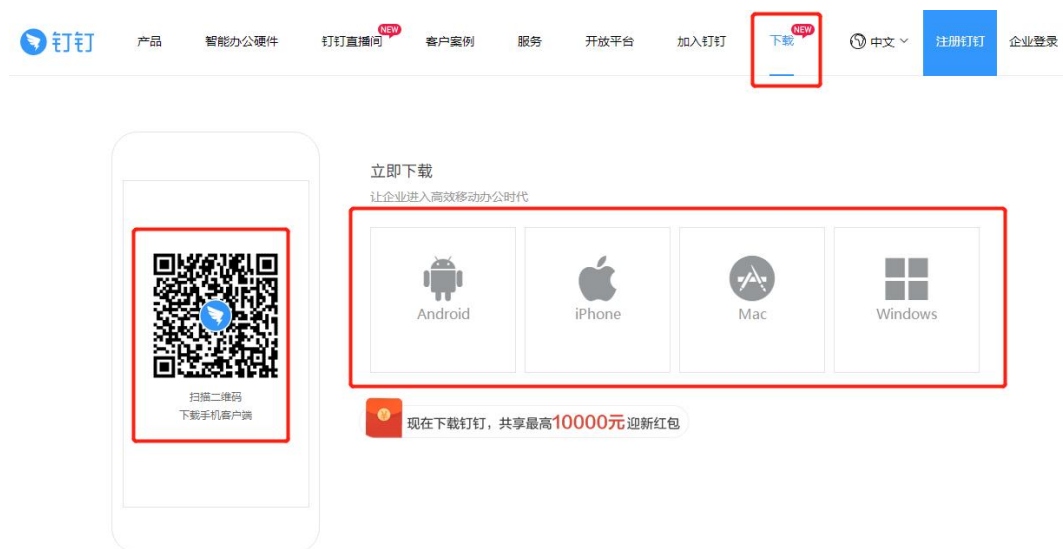 钉钉 产品 智能办公硬件 钉钉直播间 NEW 客户案例 服务 开放平台 加入钉钉 下载 NEW 中文 注册钉钉 企业登录
立即下载
让企业进入高效移动办公时代
Android iPhone Mac Windows
扫描二维码
下载手机客户端
现在下载钉钉，共享最高10000元迎新红包